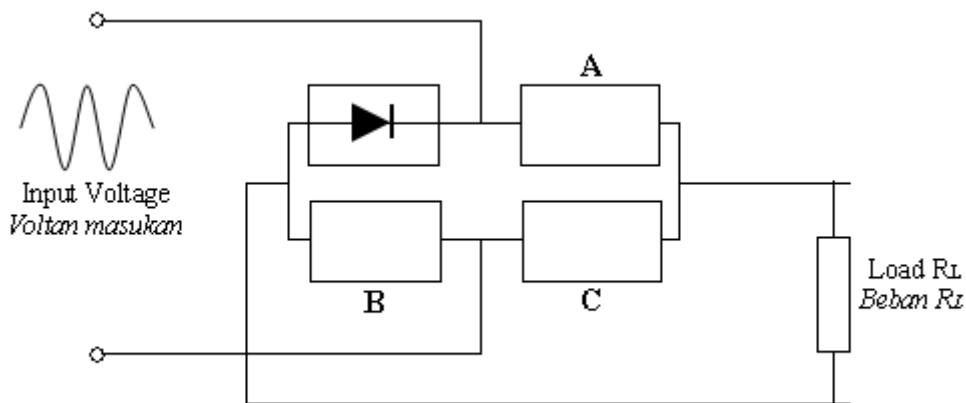 A
Input Voltage
Voltan masukan
B
C
Load RL
Beban RL